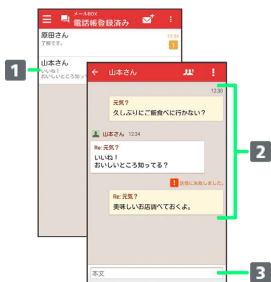 メールBOX
電話帳登録済み
原田さん
12:34
了解です。
1
山本さん
いいね！
おいしいところ知ってる？
1
山本さん
12:30
元気？
久しぶりにご飯食べに行かない？
山本さん 12:34
Re: 元気？
いいね！
おいしいところ知ってる？
2
送信に失敗しました。
Re: 元気？
美味しいお店調べておくよ。
本文
3